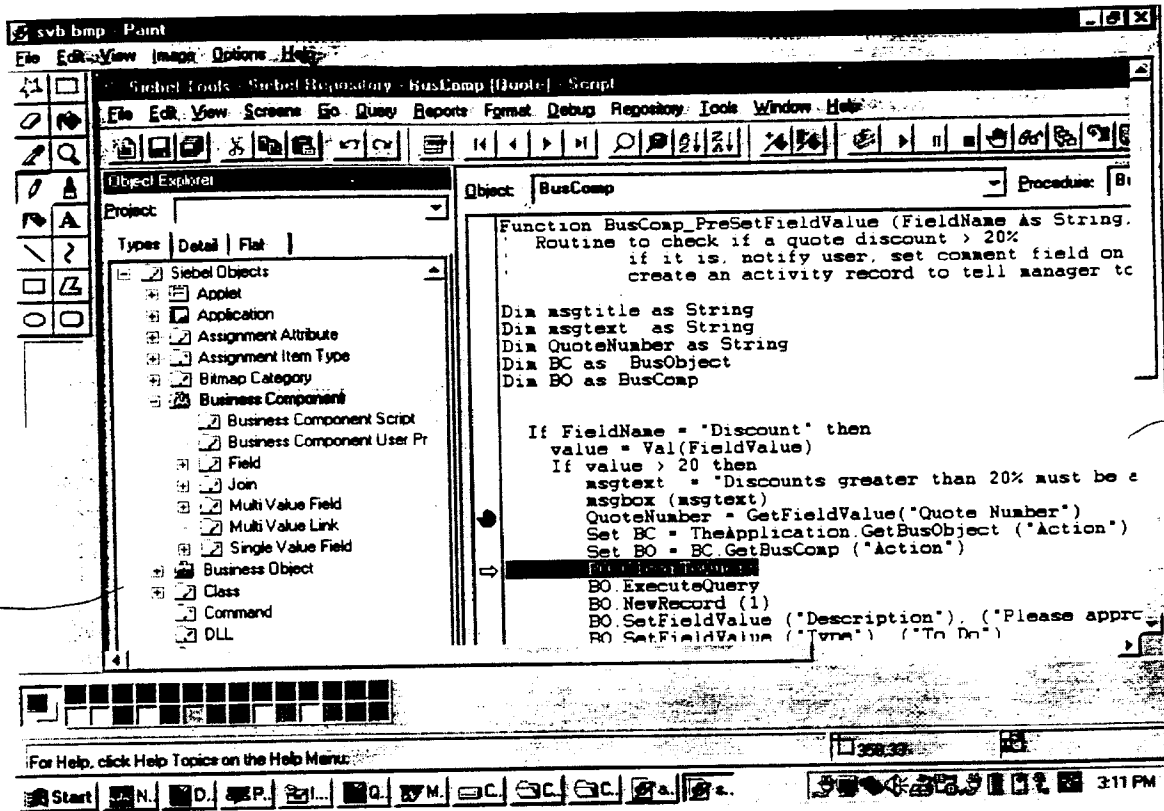 svb bmp - Paint
File Edit View Image Options Help
Siebel Tools - Siebel Repository - BusComp [Quote] - Script
File Edit View Screens Go Query Reports Format Debug Repository Tools Window Help
Object Explorer
Project:
Types Detail Flat
Siebel Objects
Applet
Application
Assignment Attribute
Assignment Item Type
Bitmap Category
Business Component
Business Component Script
Business Component User Pr
Field
Join
Multi Value Field
Multi Value Link
Single Value Field
Business Object
Class
Command
DLL
Object: BusComp Procedure: B
Function BusComp_PreSetFieldValue (FieldName As String,
' Routine to check if a quote discount > 20%
' if it is, notify user, set comment field on
' create an activity record to tell manager to
Dim msgtitle as String
Dim msgtext as String
Dim QuoteNumber as String
Dim BC as BusObject
Dim BO as BusComp
If FieldName = "Discount" then
value = Val(FieldValue)
If value > 20 then
msgtext = "Discounts greater than 20% must be a
msgbox (msgtext)
QuoteNumber = GetFieldValue("Quote Number")
Set BC = TheApplication.GetBusObject ("Action")
Set BO = BC.GetBusComp ("Action")
BO.ExecuteQuery
BO.NewRecord (1)
BO.SetFieldValue ("Description"), ("Please appro
BO.SetFieldValue ("Type"), ("To Do")
For Help, click Help Topics on the Help Menu.
Start N.. D.. P.. I... Q. M. C.. C.. C.. a.. s..
3:11 PM